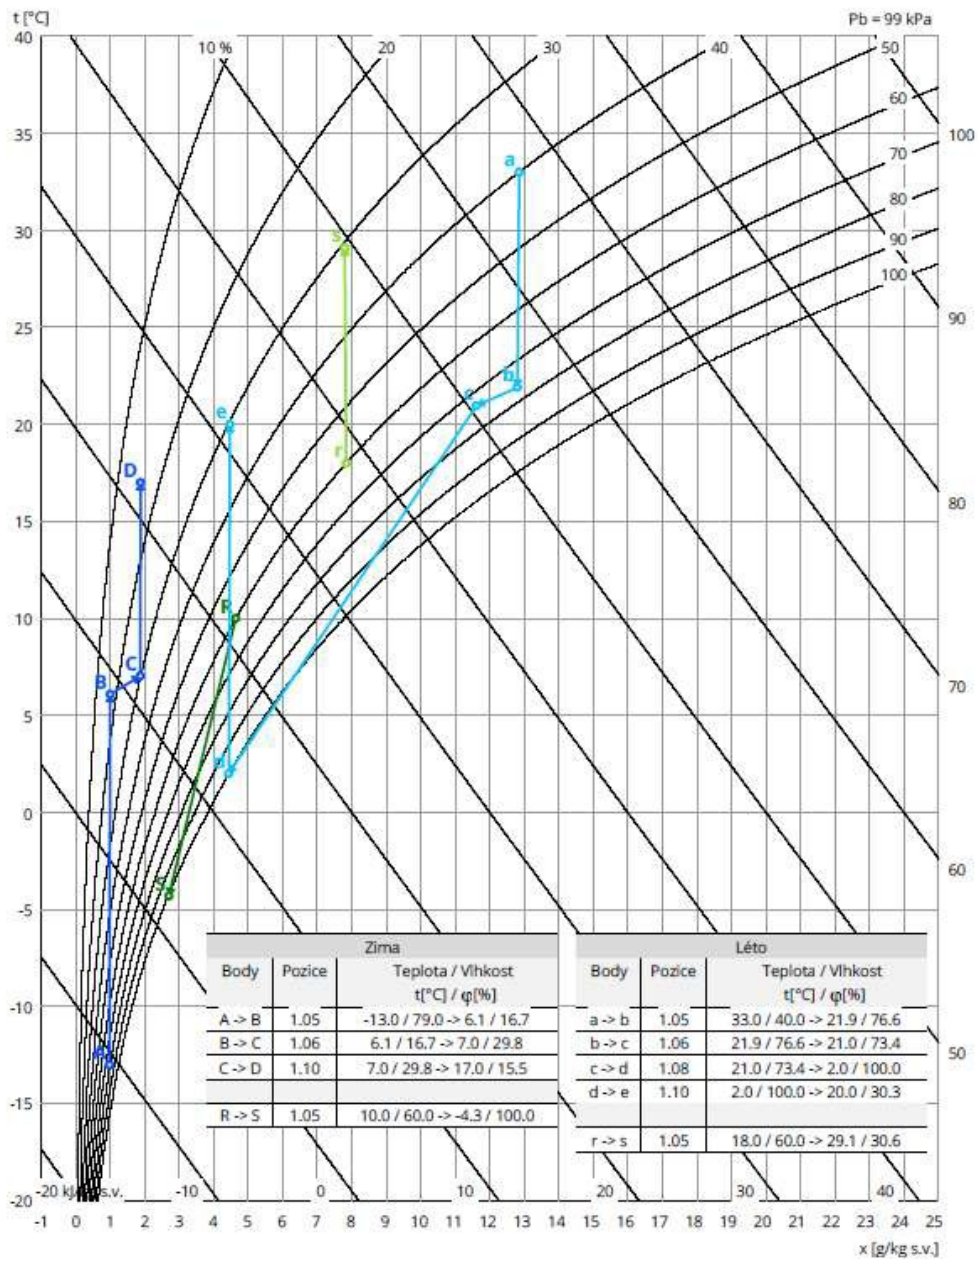 t [°C]
Pb = 99 kPa
40
10 %
20
30
40
50
60
35
100
70
a
80
s
30
90
100
25
90
b
c
e
20
r
D
80
15
R
10
C
B
70
5
d
0
60
S
-5
-10
A
50
-15
-20
Zima
Body Pozice Teplota / Vlhkost
t[°C] / φ[%]
A -> B 1.05 -13.0 / 79.0 -> 6.1 / 16.7
B -> C 1.06 6.1 / 16.7 -> 7.0 / 29.8
C -> D 1.10 7.0 / 29.8 -> 17.0 / 15.5
R -> S 1.05 10.0 / 60.0 -> -4.3 / 100.0
Léto
Body Pozice Teplota / Vlhkost
t[°C] / φ[%]
a -> b 1.05 33.0 / 40.0 -> 21.9 / 76.6
b -> c 1.06 21.9 / 76.6 -> 21.0 / 73.4
c -> d 1.08 21.0 / 73.4 -> 2.0 / 100.0
d -> e 1.10 2.0 / 100.0 -> 20.0 / 30.3
r -> s 1.05 18.0 / 60.0 -> 29.1 / 30.6
-20 s.v. -10 0 10 20 30 40
-1 0 1 2 3 4 5 6 7 8 9 10 11 12 13 14 15 16 17 18 19 20 21 22 23 24 25
x [g/kg s.v.]